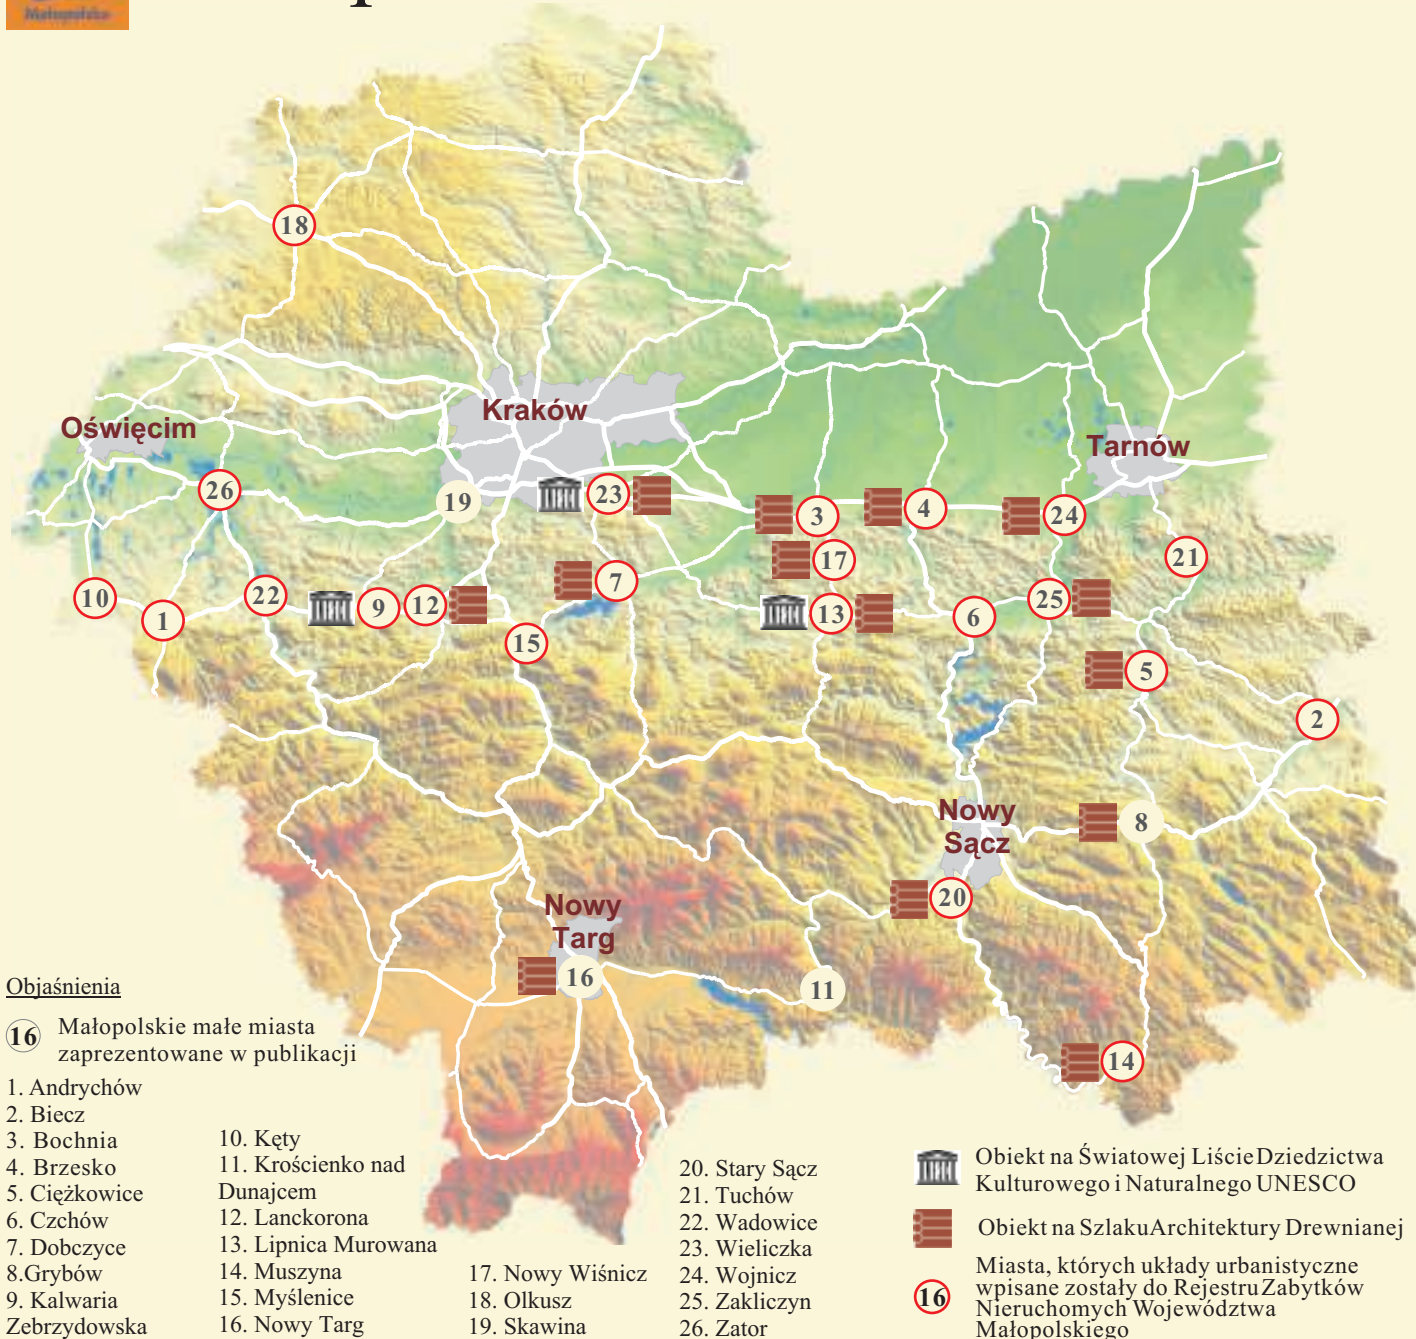 Małopolska
18
Kraków
Oświęcim
Tarnów
26
19
23
3
4
24
17
21
7
10
1
22
9
12
13
6
25
15
5
2
Nowy
Sącz
8
20
Nowy
Targ
16
11
14
Objaśnienia
16 Małopolskie małe miasta
zaprezentowane w publikacji
1. Andrychów
2. Biecz
3. Bochnia
4. Brzesko
5. Ciężkowice
6. Czchów
7. Dobczyce
8.Grybów
9. Kalwaria
Zebrzydowska
10. Kęty
11. Krościenko nad
Dunajcem
12. Lanckorona
13. Lipnica Murowana
14. Muszyna
15. Myślenice
16. Nowy Targ
17. Nowy Wiśnicz
18. Olkusz
19. Skawina
20. Stary Sącz
21. Tuchów
22. Wadowice
23. Wieliczka
24. Wojnicz
25. Zakliczyn
26. Zator
Obiekt na Światowej Liście Dziedzictwa
Kulturowego i Naturalnego UNESCO
Obiekt na Szlaku Architektury Drewnianej
16 Miasta, których układy urbanistyczne
wpisane zostały do Rejestru Zabytków
Nieruchomych Województwa
Małopolskiego